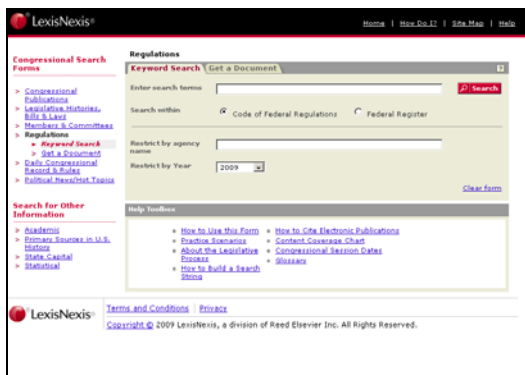 LexisNexis®
Home | How Do I? | Site Map | Help
Congressional Search
Forms
> Congressional
Publications
> Legislative Histories,
Bills & Laws
> Members & Committees
> Regulations
> Keyword Search
> Get a Document
> Daily Congressional
Record & Rules
> Political News/Hot Topics
Search for Other
Information
> Academic
> Primary Sources in U.S.
History
> State Capital
> Statistical
Regulations
Keyword Search Get a Document ?
Enter search terms Search
Search within Code of Federal Regulations Federal Register
Restrict by agency
name
Restrict by Year 2009
Clear form
Help Toolbox
How to Use this Form
Practice Scenarios
About the Legislative
Process
How to Build a Search
String
How to Cite Electronic Publications
Content Coverage Chart
Congressional Session Dates
Glossary
LexisNexis®
Terms and Conditions | Privacy
Copyright © 2009 LexisNexis, a division of Reed Elsevier Inc. All Rights Reserved.